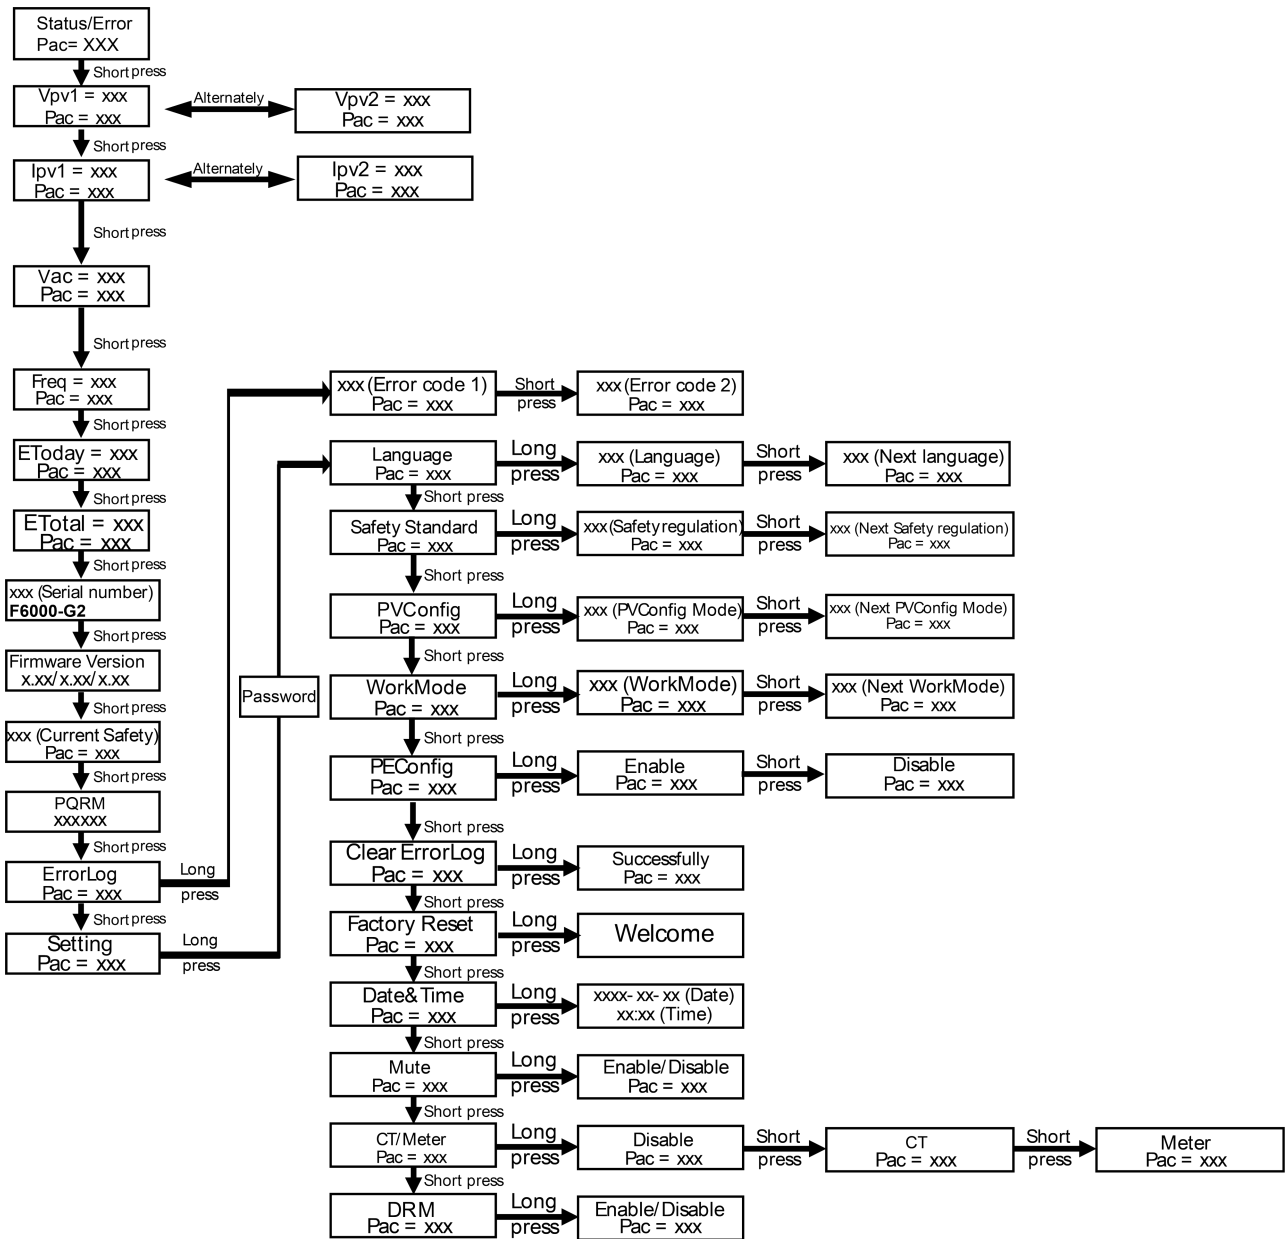 Status/Error
Pac= XXX
Short press
Vpv1 = xxx
Pac = xxx
Alternately
Vpv2 = xxx
Pac = xxx
Short press
Ipv1 = xxx
Pac = xxx
Alternately
Ipv2 = xxx
Pac = xxx
Short press
Vac = xxx
Pac = xxx
Short press
Freq = xxx
Pac = xxx
Short press
EToday = xxx
Pac = xxx
Short press
ETotal = xxx
Pac = xxx
Short press
xxx (Serial number)
F6000-G2
Short press
Firmware Version
x.xx/x.xx/x.xx
Short press
xxx (Current Safety)
Pac = xxx
Short press
PQRM
xxxxxx
Short press
ErrorLog
Pac = xxx
Long
press
Short press
Setting
Pac = xxx
Long
press
Password
xxx (Error code 1)
Pac = xxx
Short
press
xxx (Error code 2)
Pac = xxx
Language
Pac = xxx
Long
press
xxx (Language)
Pac = xxx
Short
press
xxx (Next language)
Pac = xxx
Short press
Safety Standard
Pac = xxx
Long
press
xxx (Safety regulation)
Pac = xxx
Short
press
xxx (Next Safety regulation)
Pac = xxx
Short press
PVConfig
Pac = xxx
Long
press
xxx (PVConfig Mode)
Pac = xxx
Short
press
xxx (Next PVConfig Mode)
Pac = xxx
Short press
WorkMode
Pac = xxx
Long
press
xxx (WorkMode)
Pac = xxx
Short
press
xxx (Next WorkMode)
Pac = xxx
Short press
PEConfig
Pac = xxx
Long
press
Enable
Pac = xxx
Short
press
Disable
Pac = xxx
Short press
Clear ErrorLog
Pac = xxx
Long
press
Successfully
Pac = xxx
Short press
Factory Reset
Pac = xxx
Long
press
Welcome
Short press
Date&Time
Pac = xxx
Long
press
xxxx- xx- xx (Date)
xx:xx (Time)
Short press
Mute
Pac = xxx
Long
press
Enable/Disable
Pac = xxx
Short press
CT/Meter
Pac = xxx
Long
press
Disable
Pac = xxx
Short
press
CT
Pac = xxx
Short
press
Meter
Pac = xxx
Short press
DRM
Pac = xxx
Long
press
Enable/Disable
Pac = xxx